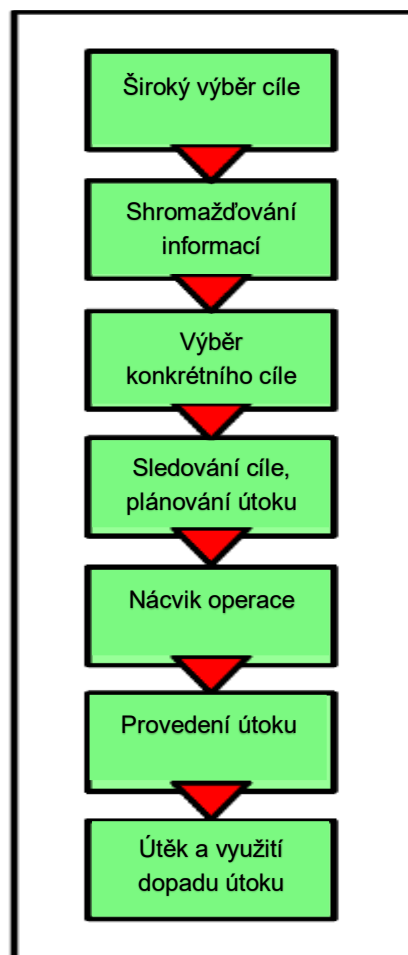 Široký výběr cíle
Shromažďování
informací
Výběr
konkrétního cíle
Sledování cíle,
plánování útoku
Nácvik operace
Provedení útoku
Útěk a využití
dopadu útoku